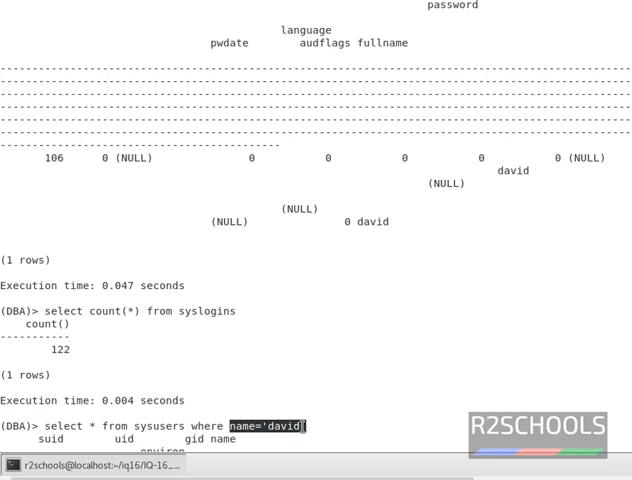 password
language
pwdate audflags fullname
--------------------------------------------------------------------------------
--------------------------------------------------------------------------------
--------------------------------------------------------------------------------
--------------------------------------------------------------------------------
--------------------------------------------------------------------------------
--------------------------------------------------------------------------------
-----------------------------------
106 0 (NULL) 0 0 0 0 0 (NULL)
david
(NULL)
(NULL)
(NULL) 0 david
(1 rows)
Execution time: 0.047 seconds
(DBA)> select count(*) from syslogins
count()
-----------
122
(1 rows)
Execution time: 0.004 seconds
(DBA)> select * from sysusers where name='david
suid uid gid name
environ
R2SCHOOLS
r2schools@localhost:~/iq16/IQ-16_...